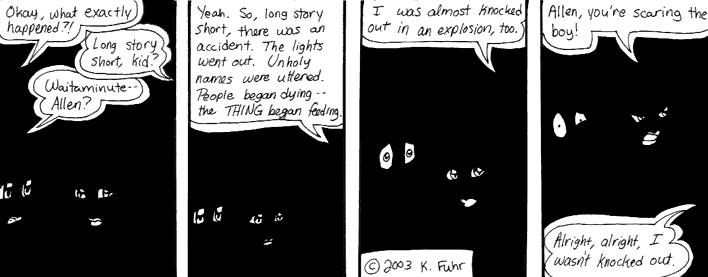 Okay, what exactly
happened?!
Long story
short, kid?
Waitaminute--
Allen?
Yeah. So, long story
short, there was an
accident. The lights
went out. Unholy
names were uttered.
People began dying--
the THING began feeding.
I was almost knocked
out in an explosion, too.
© 2003 K. Fuhr
Allen, you're scaring the
boy!
Alright, alright, I
wasn't knocked out.